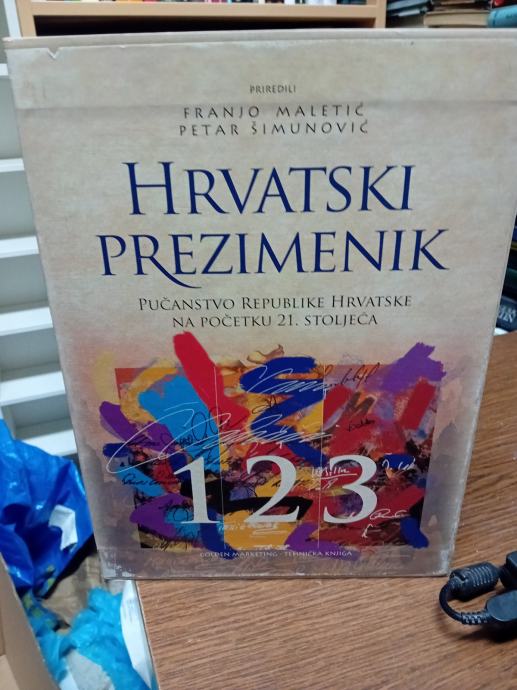 PRIREDILI
FRANJO MALETIĆ
PETAR ŠIMUNOVIĆ
HRVATSKI
PREZIMENIK
PUČANSTVO REPUBLIKE HRVATSKE
NA POČETKU 21. STOLJEĆA
1 2 3
GOLDEN MARKETING - TEHNIČKA KNJIGA